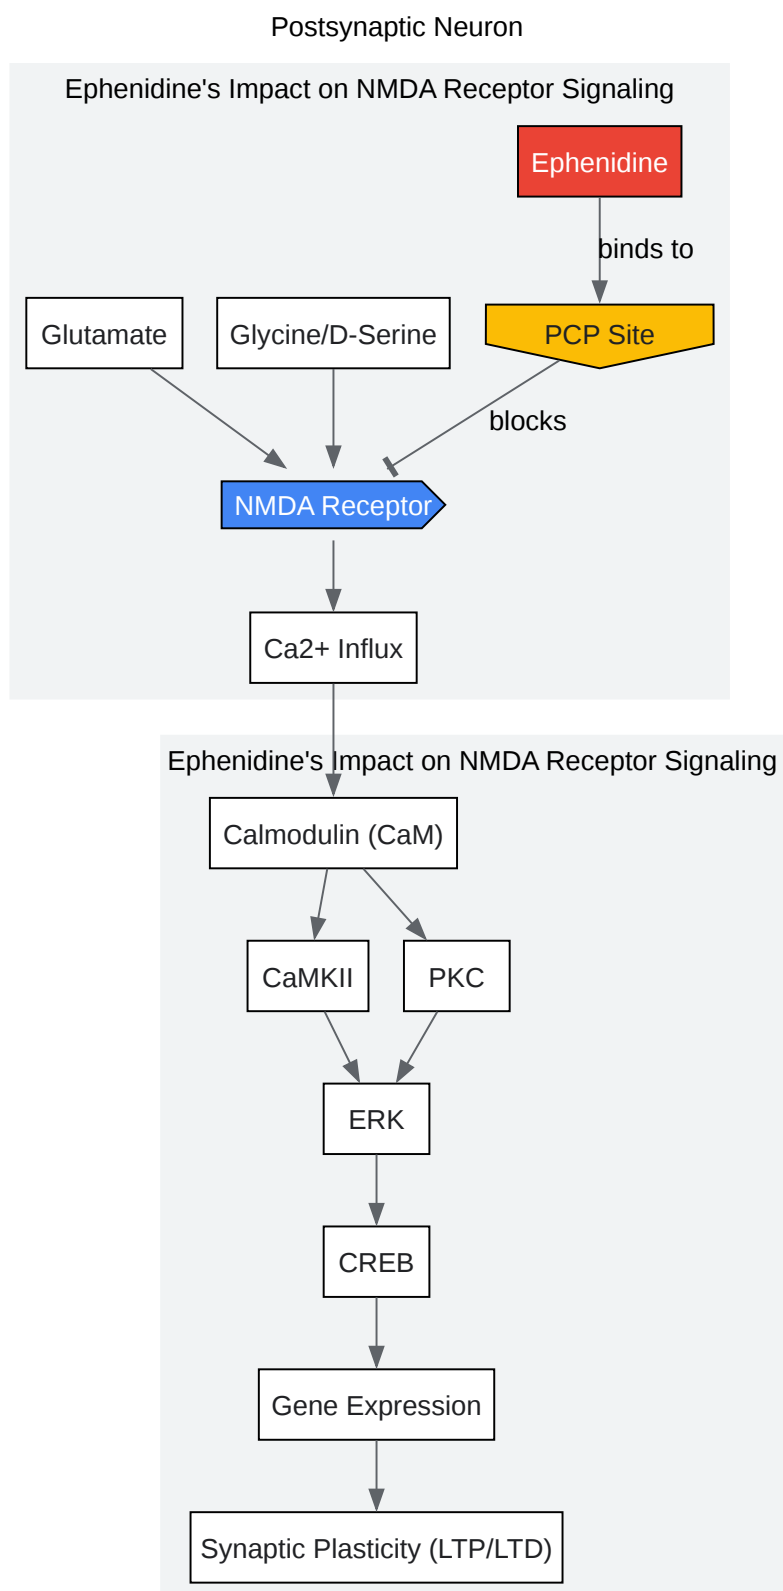 Postsynaptic Neuron
Ephenidine's Impact on NMDA Receptor Signaling
Ephenidine
binds to
Glutamate
Glycine/D-Serine
PCP Site
blocks
NMDA Receptor
Ca2+ Influx
Ephenidine's Impact on NMDA Receptor Signaling
Calmodulin (CaM)
CaMKII
PKC
ERK
CREB
Gene Expression
Synaptic Plasticity (LTP/LTD)